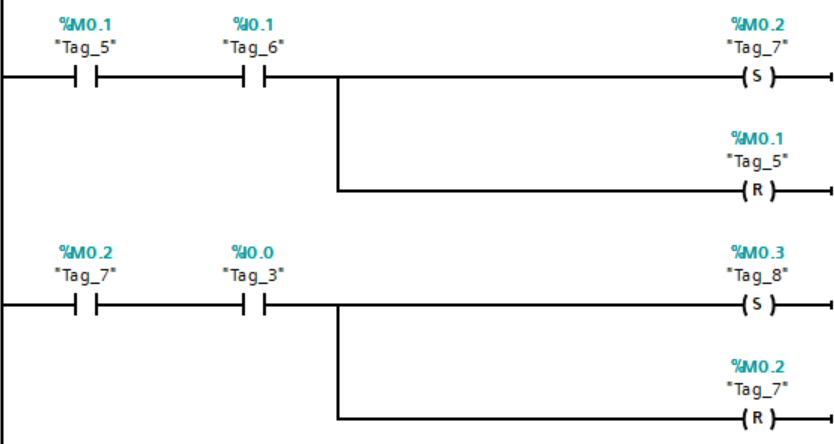 %M0.1
"Tag_5"
%I0.1
"Tag_6"
%M0.2
"Tag_7"
S
%M0.1
"Tag_5"
R
%M0.2
"Tag_7"
%I0.0
"Tag_3"
%M0.3
"Tag_8"
S
%M0.2
"Tag_7"
R